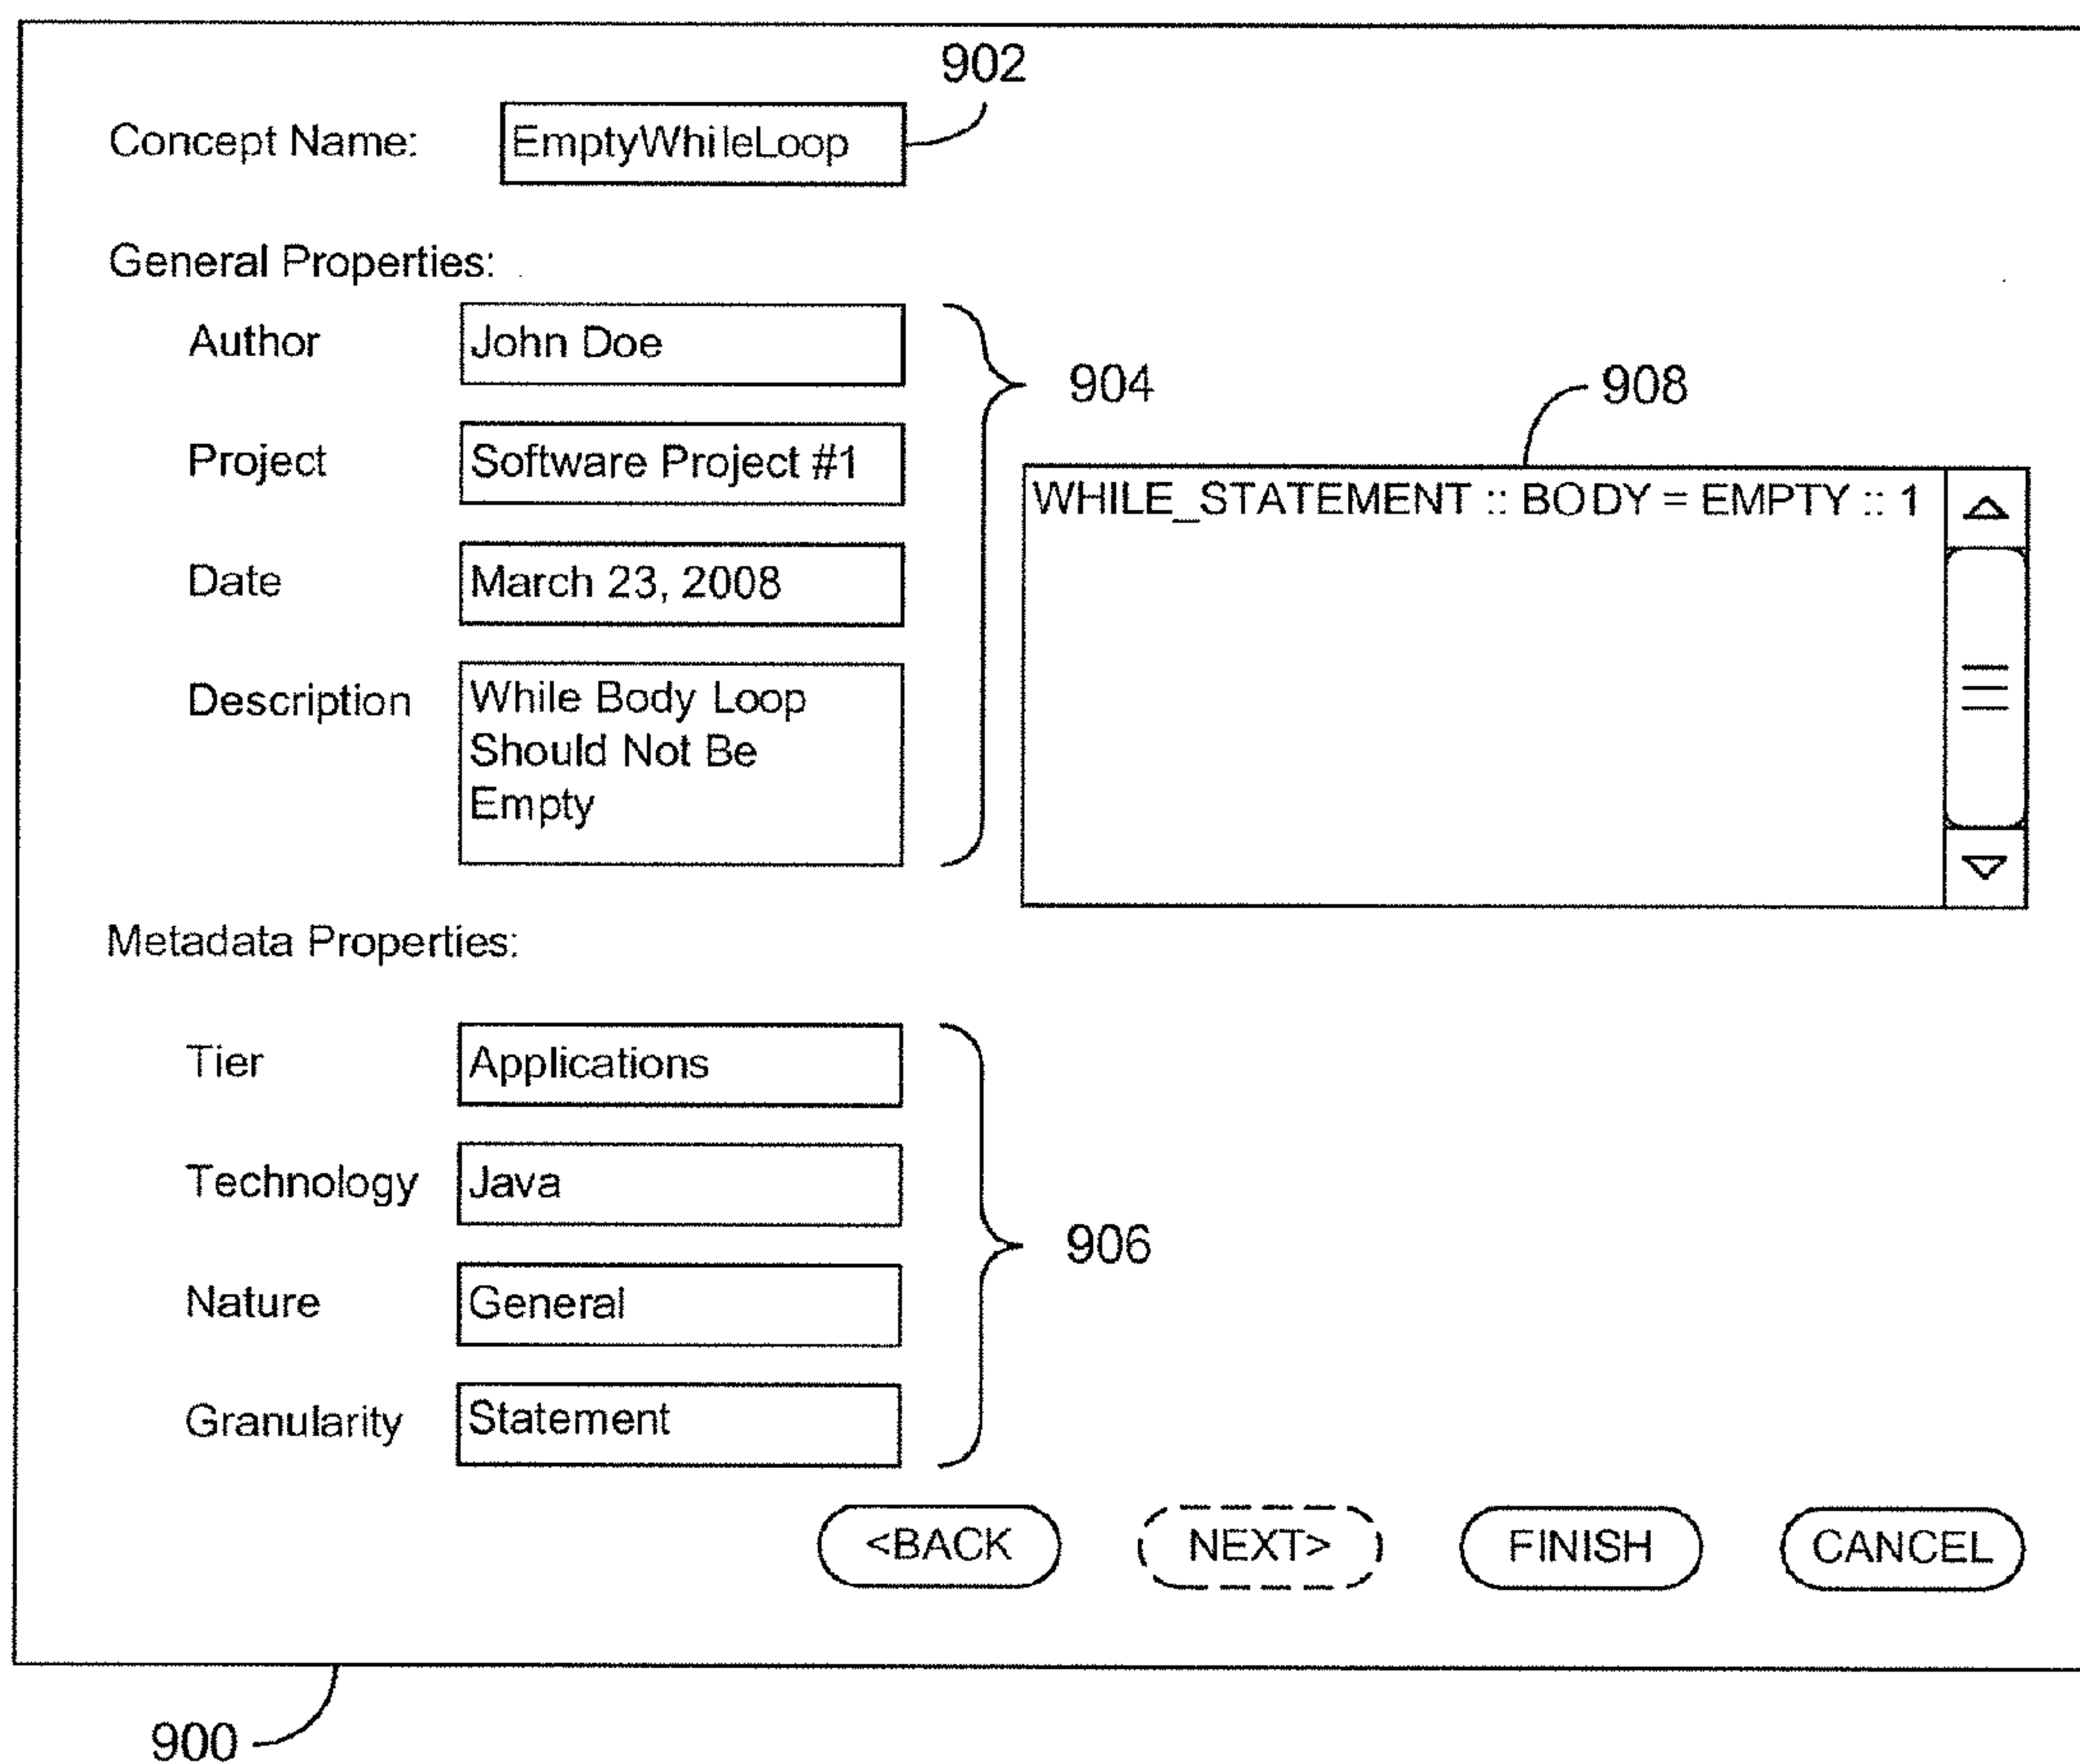 902
Concept Name: EmptyWhileLoop
General Properties:
Author John Doe
904
908
Project Software Project #1
WHILE_STATEMENT :: BODY = EMPTY :: 1
Date March 23, 2008
Description While Body Loop
Should Not Be
Empty
Metadata Properties:
Tier Applications
Technology Java
906
Nature General
Granularity Statement
<BACK NEXT> FINISH CANCEL
900